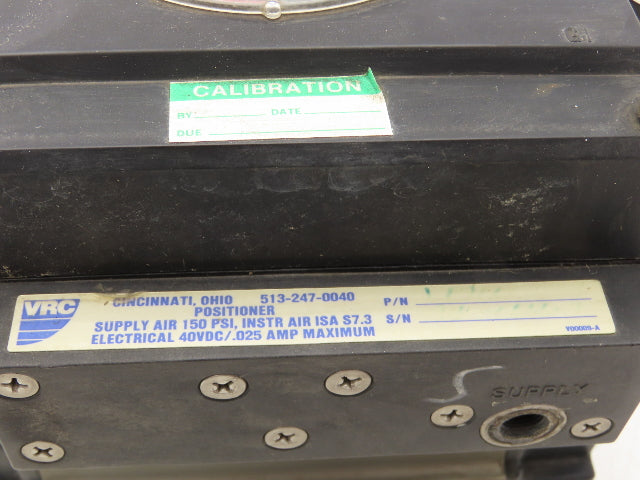 CALIBRATION
BY DATE
DUE
VRC
CINCINNATI, OHIO 513-247-0040 P/N
POSITIONER
SUPPLY AIR 150 PSI, INSTR AIR ISA S7.3 S/N
ELECTRICAL 40VDC/.025 AMP MAXIMUM
V00009-A
SUPPLY